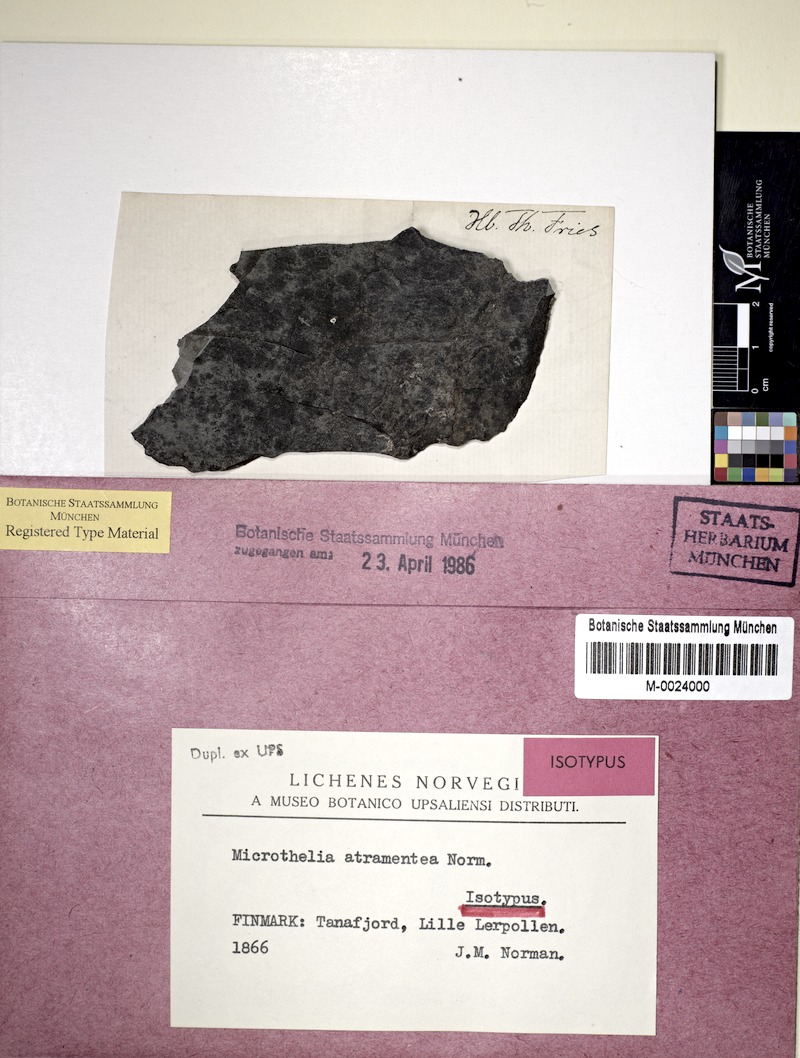 Hb. Th. Fries
BOTANISCHE
STAATSSAMMLUNG
MÜNCHEN
copyright reserved
0 1 2
cm
BOTANISCHE STAATSSAMMLUNG
MÜNCHEN
Registered Type Material
Botanische Staatssammlung München
zugegangen am:
23. April 1986
STAATS-
HERBARIUM
MÜNCHEN
Botanische Staatssammlung München
M-0024000
Dupl. ex UPS
ISOTYPUS
LICHENES NORVEGI
A MUSEO BOTANICO UPSALIENSI DISTRIBUTI.
Microthelia atramentea Norm.
Isotypus.
FINMARK: Tanafjord, Lille Lerpollen.
1866 J.M. Norman.